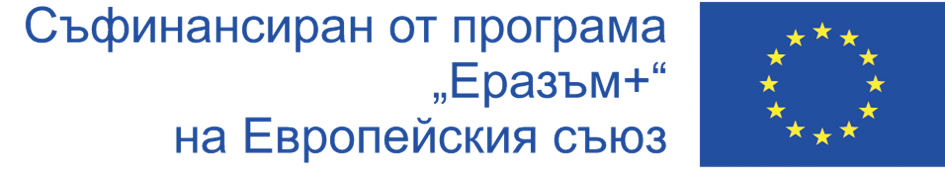 Съфинансиран от програма
„Еразъм+“
на Европейския съюз